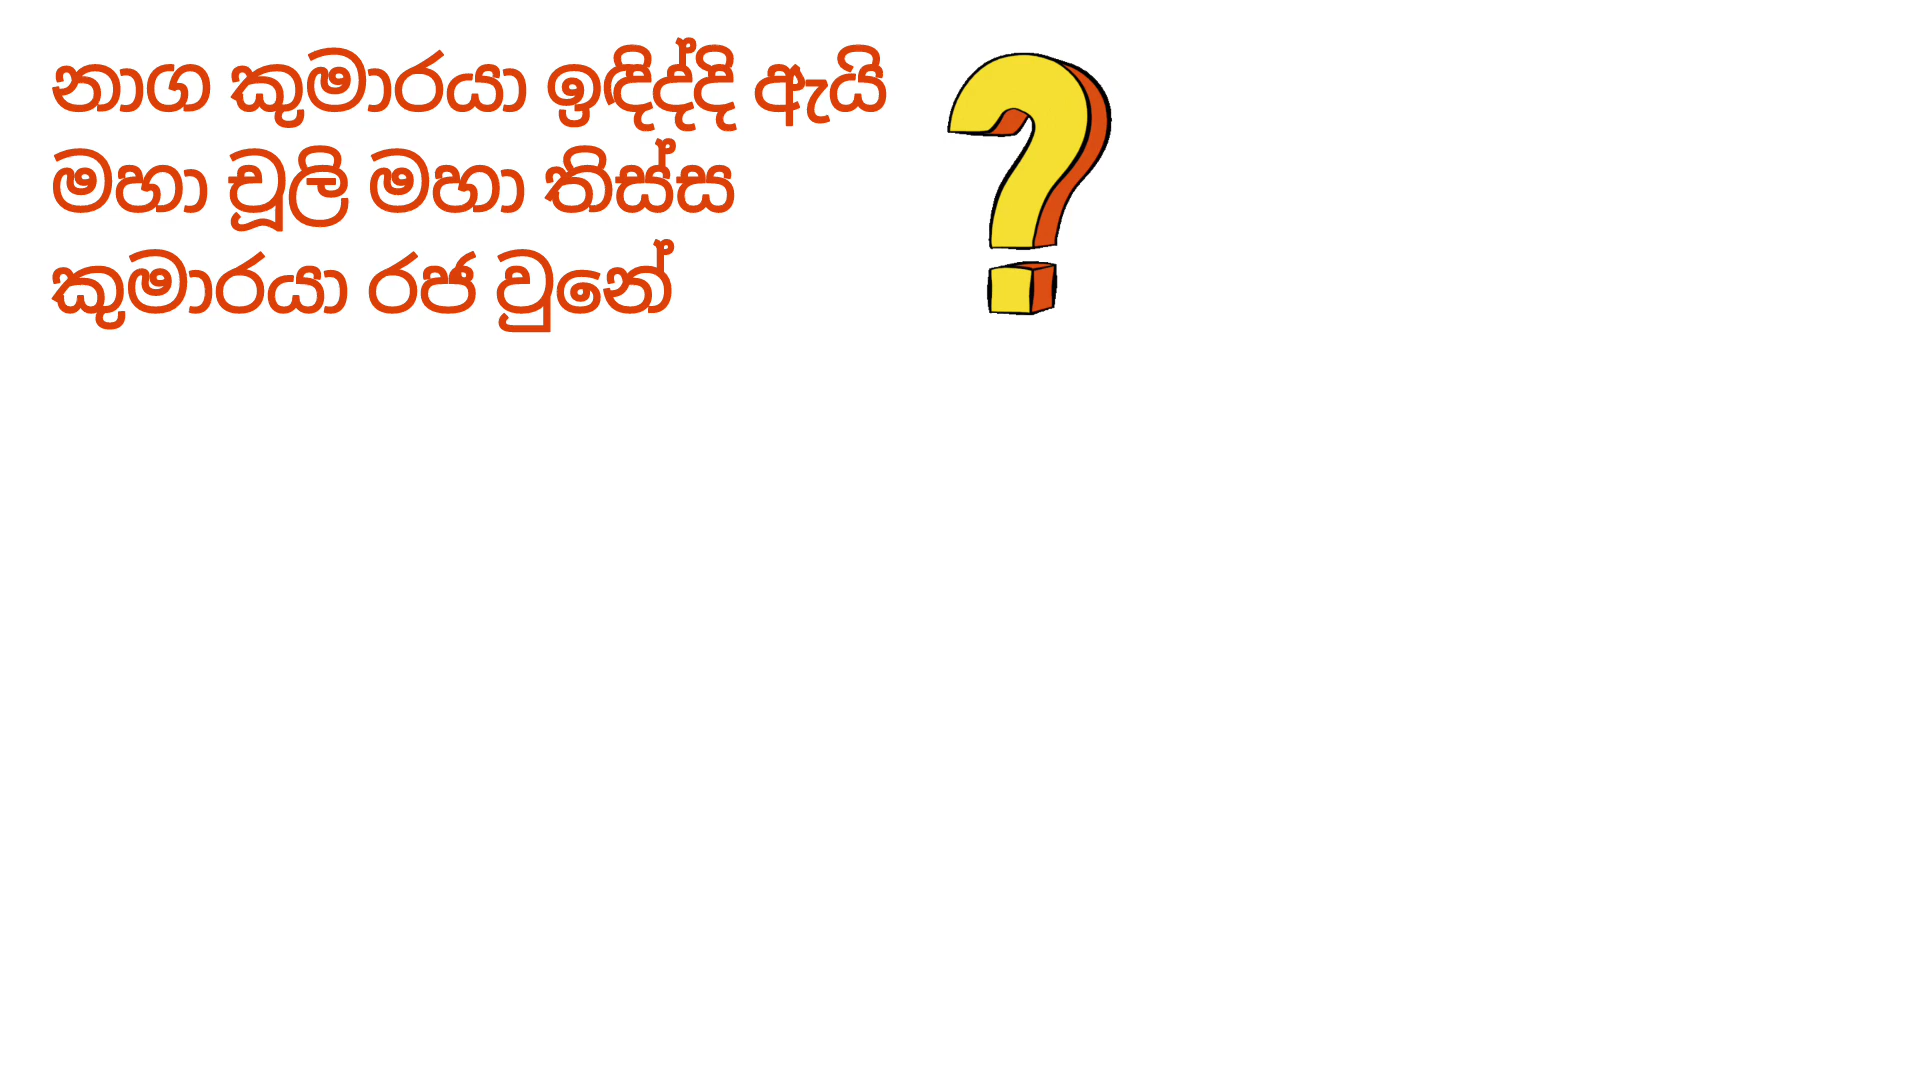 නාග කුමාරයා ඉඳිද්දි ඇයි
මහා චූලි මහා තිස්ස
කුමාරයා රජ වුනේ